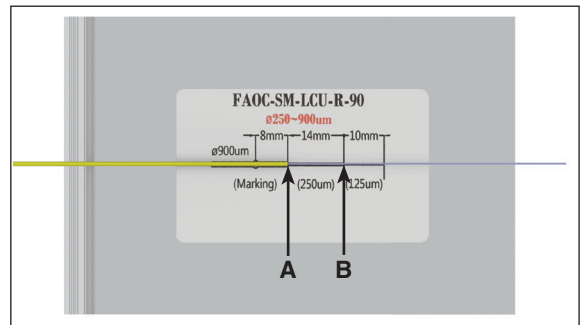 FAOC-SM-LCU-R-90
ø250~900um
8mm 14mm 10mm
ø900um
(Marking) (250um) (125um)
A B